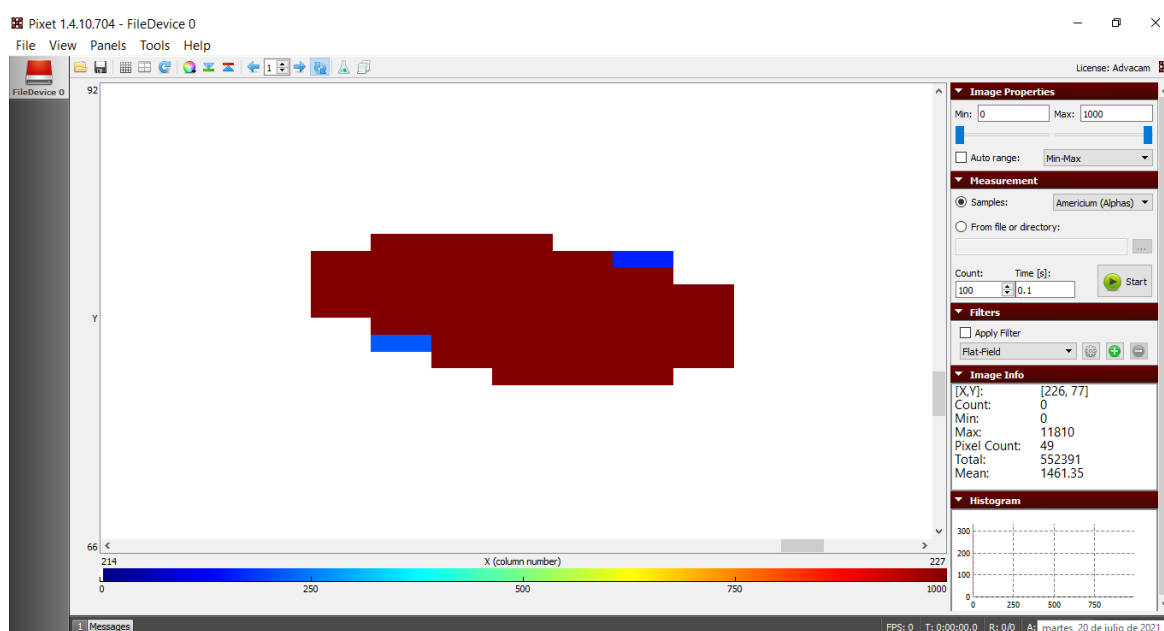 Pixet 1.4.10.704 - FileDevice 0
File View Panels Tools Help
1
License: Advacam
FileDevice 0
92
Y
66
214
X (column number)
227
0 250 500 750 1000
Image Properties
Min: 0 Max: 1000
Auto range: Min-Max
Measurement
Samples: Americium (Alphas)
From file or directory:
...
Count: Time [s]:
100 0.1 Start
Filters
Apply Filter
Flat-Field
Image Info
[X,Y]: [226, 77]
Count: 0
Min: 0
Max: 11810
Pixel Count: 49
Total: 552391
Mean: 1461.35
Histogram
300
200
100
0
0 250 500 750
1 Messages
FPS: 0 T: 0:00:00.0 R: 0/0 A: martes, 20 de julio de 2021